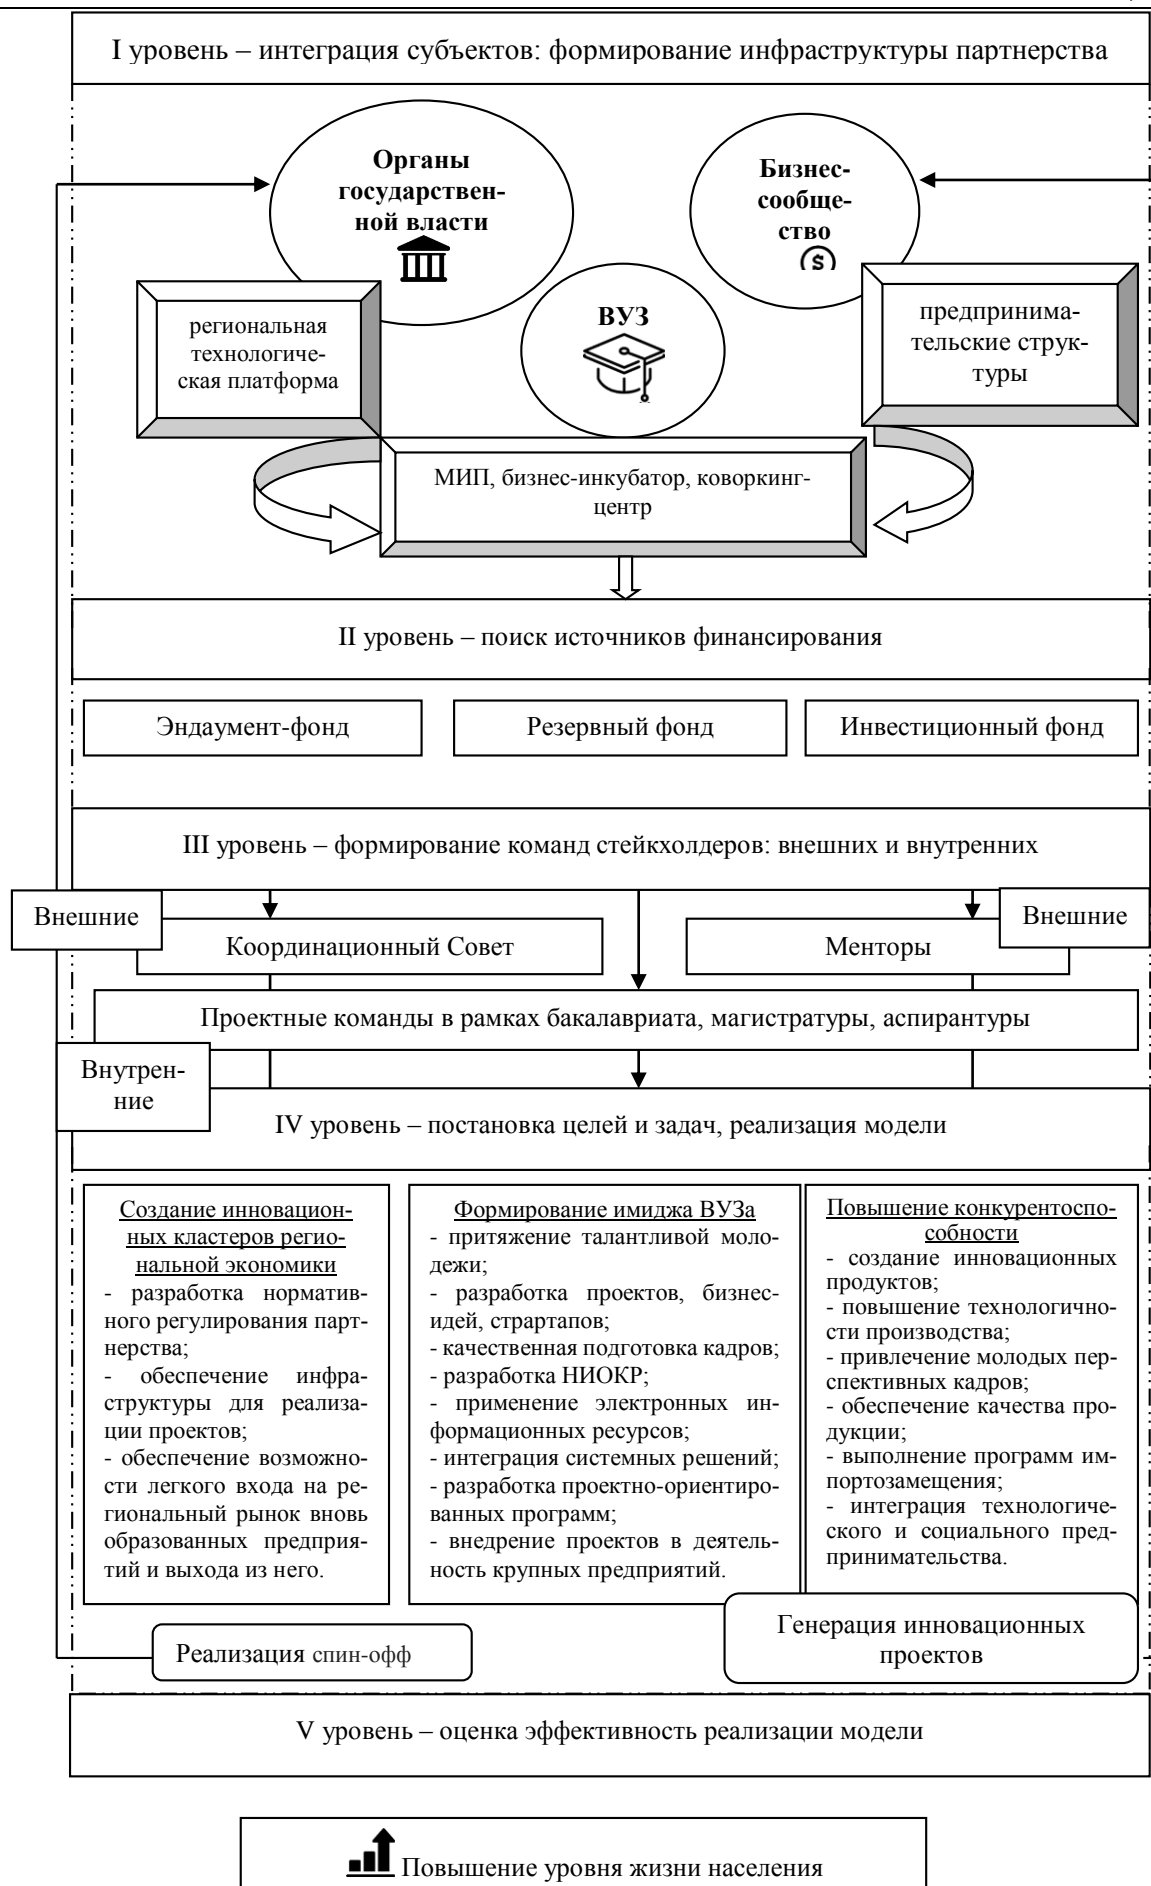 I уровень – интеграция субъектов: формирование инфраструктуры партнерства
Органы
государствен-
ной власти
Бизнес-
сообще-
ство
$
ВУЗ
региональная
технологиче-
ская платформа
предпринима-
тельские струк-
туры
МИП, бизнес-инкубатор, коворкинг-
центр
II уровень – поиск источников финансирования
Эндаумент-фонд
Резервный фонд
Инвестиционный фонд
III уровень – формирование команд стейкхолдеров: внешних и внутренних
Внешние
Внешние
Координационный Совет
Менторы
Проектные команды в рамках бакалавриата, магистратуры, аспирантуры
Внутрен-
ние
IV уровень – постановка целей и задач, реализация модели
Создание инновацион-
ных кластеров регио-
нальной экономики
- разработка норматив-
ного регулирования парт-
нерства;
- обеспечение инфра-
структуры для реализа-
ции проектов;
- обеспечение возможно-
сти легкого входа на ре-
гиональный рынок вновь
образованных предприя-
тий и выхода из него.
Формирование имиджа ВУЗа
- притяжение талантливой моло-
дежи;
- разработка проектов, бизнес-
идей, страртапов;
- качественная подготовка кадров;
- разработка НИОКР;
- применение электронных ин-
формационных ресурсов;
- интеграция системных решений;
- разработка проектно-ориентиро-
ванных программ;
- внедрение проектов в деятель-
ность крупных предприятий.
Повышение конкурентоспо-
собности
- создание инновационных
продуктов;
- повышение технологично-
сти производства;
- привлечение молодых пер-
спективных кадров;
- обеспечение качества про-
дукции;
- выполнение программ им-
портозамещения;
- интеграция технологиче-
ского и социального пред-
принимательства.
Реализация спин-офф
Генерация инновационных
проектов
V уровень – оценка эффективность реализации модели
Повышение уровня жизни населения